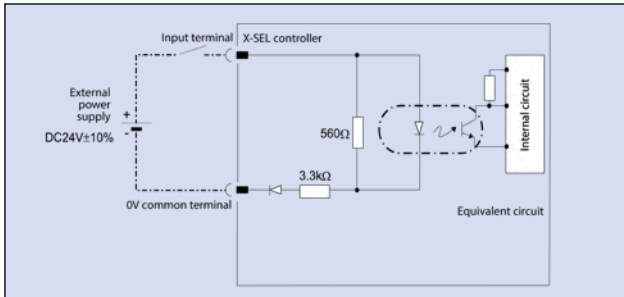 Input terminal
X-SEL controller
External
power
supply
+
-
DC24V±10%
560Ω
3.3kΩ
Internal circuit
0V common terminal
Equivalent circuit